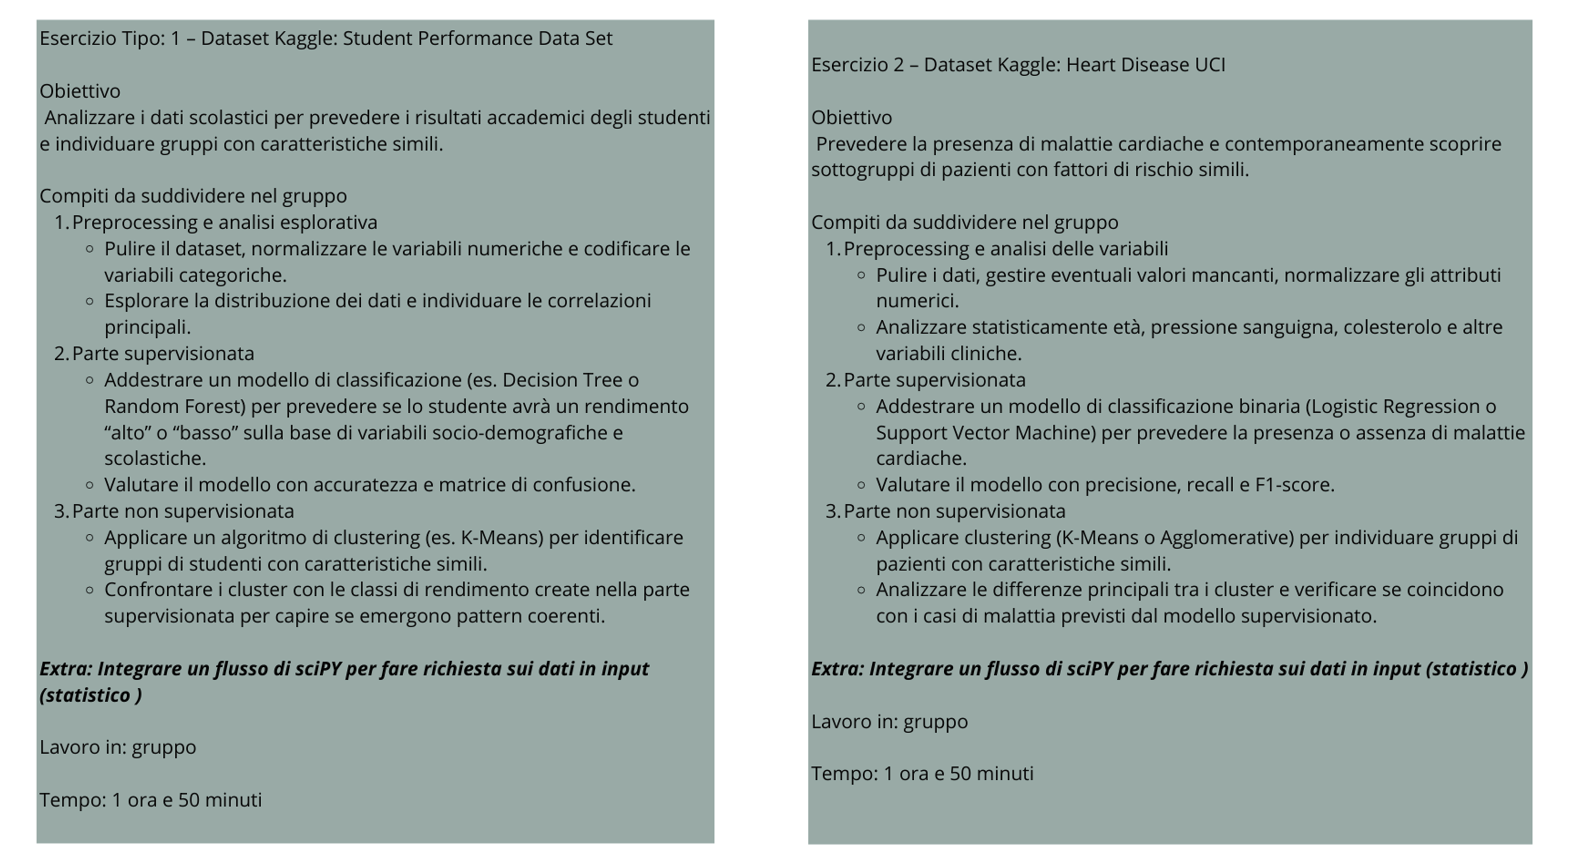 Esercizio Tipo: 1 – Dataset Kaggle: Student Performance Data Set
Obiettivo
Analizzare i dati scolastici per prevedere i risultati accademici degli studenti
e individuare gruppi con caratteristiche simili.
Compiti da suddividere nel gruppo
1. Preprocessing e analisi esplorativa
◦ Pulire il dataset, normalizzare le variabili numeriche e codificare le
variabili categoriche.
◦ Esplorare la distribuzione dei dati e individuare le correlazioni
principali.
2. Parte supervisionata
◦ Addestrare un modello di classificazione (es. Decision Tree o
Random Forest) per prevedere se lo studente avrà un rendimento
“alto” o “basso” sulla base di variabili socio-demografiche e
scolastiche.
◦ Valutare il modello con accuratezza e matrice di confusione.
3. Parte non supervisionata
◦ Applicare un algoritmo di clustering (es. K-Means) per identificare
gruppi di studenti con caratteristiche simili.
◦ Confrontare i cluster con le classi di rendimento create nella parte
supervisionata per capire se emergono pattern coerenti.
Extra: Integrare un flusso di sciPY per fare richiesta sui dati in input
(statistico )
Lavoro in: gruppo
Tempo: 1 ora e 50 minuti
Esercizio 2 – Dataset Kaggle: Heart Disease UCI
Obiettivo
Prevedere la presenza di malattie cardiache e contemporaneamente scoprire
sottogruppi di pazienti con fattori di rischio simili.
Compiti da suddividere nel gruppo
1. Preprocessing e analisi delle variabili
◦ Pulire i dati, gestire eventuali valori mancanti, normalizzare gli attributi
numerici.
◦ Analizzare statisticamente età, pressione sanguigna, colesterolo e altre
variabili cliniche.
2. Parte supervisionata
◦ Addestrare un modello di classificazione binaria (Logistic Regression o
Support Vector Machine) per prevedere la presenza o assenza di malattie
cardiache.
◦ Valutare il modello con precisione, recall e F1-score.
3. Parte non supervisionata
◦ Applicare clustering (K-Means o Agglomerative) per individuare gruppi di
pazienti con caratteristiche simili.
◦ Analizzare le differenze principali tra i cluster e verificare se coincidono
con i casi di malattia previsti dal modello supervisionato.
Extra: Integrare un flusso di sciPY per fare richiesta sui dati in input (statistico )
Lavoro in: gruppo
Tempo: 1 ora e 50 minuti